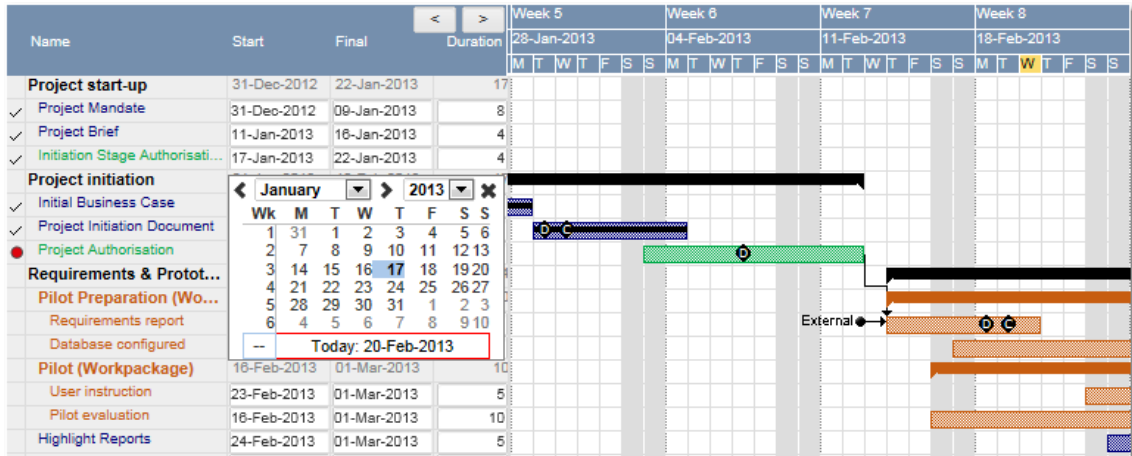 < >
Week 5 Week 6 Week 7 Week 8
Name Start Final Duration 28-Jan-2013 04-Feb-2013 11-Feb-2013 18-Feb-2013
M T W T F S S M T W T F S S M T W T F S S M T W T F S S
Project start-up 31-Dec-2012 22-Jan-2013 17
Project Mandate 31-Dec-2012 09-Jan-2013 8
Project Brief 11-Jan-2013 16-Jan-2013 4
Initiation Stage Authorisati... 17-Jan-2013 22-Jan-2013 4
Project initiation
Initial Business Case
Project Initiation Document D C
Project Authorisation D
Requirements & Protot...
Pilot Preparation (Wo...
Requirements report External D C
Database configured
Pilot (Workpackage) 16-Feb-2013 01-Mar-2013 10
User instruction 23-Feb-2013 01-Mar-2013 5
Pilot evaluation 16-Feb-2013 01-Mar-2013 10
Highlight Reports 24-Feb-2013 01-Mar-2013 5
January 2013
Wk M T W T F S S
1 31 1 2 3 4 5 6
2 7 8 9 10 11 12 13
3 14 15 16 17 18 19 20
4 21 22 23 24 25 26 27
5 28 29 30 31 1 2 3
6 4 5 6 7 8 9 10
-- Today: 20-Feb-2013